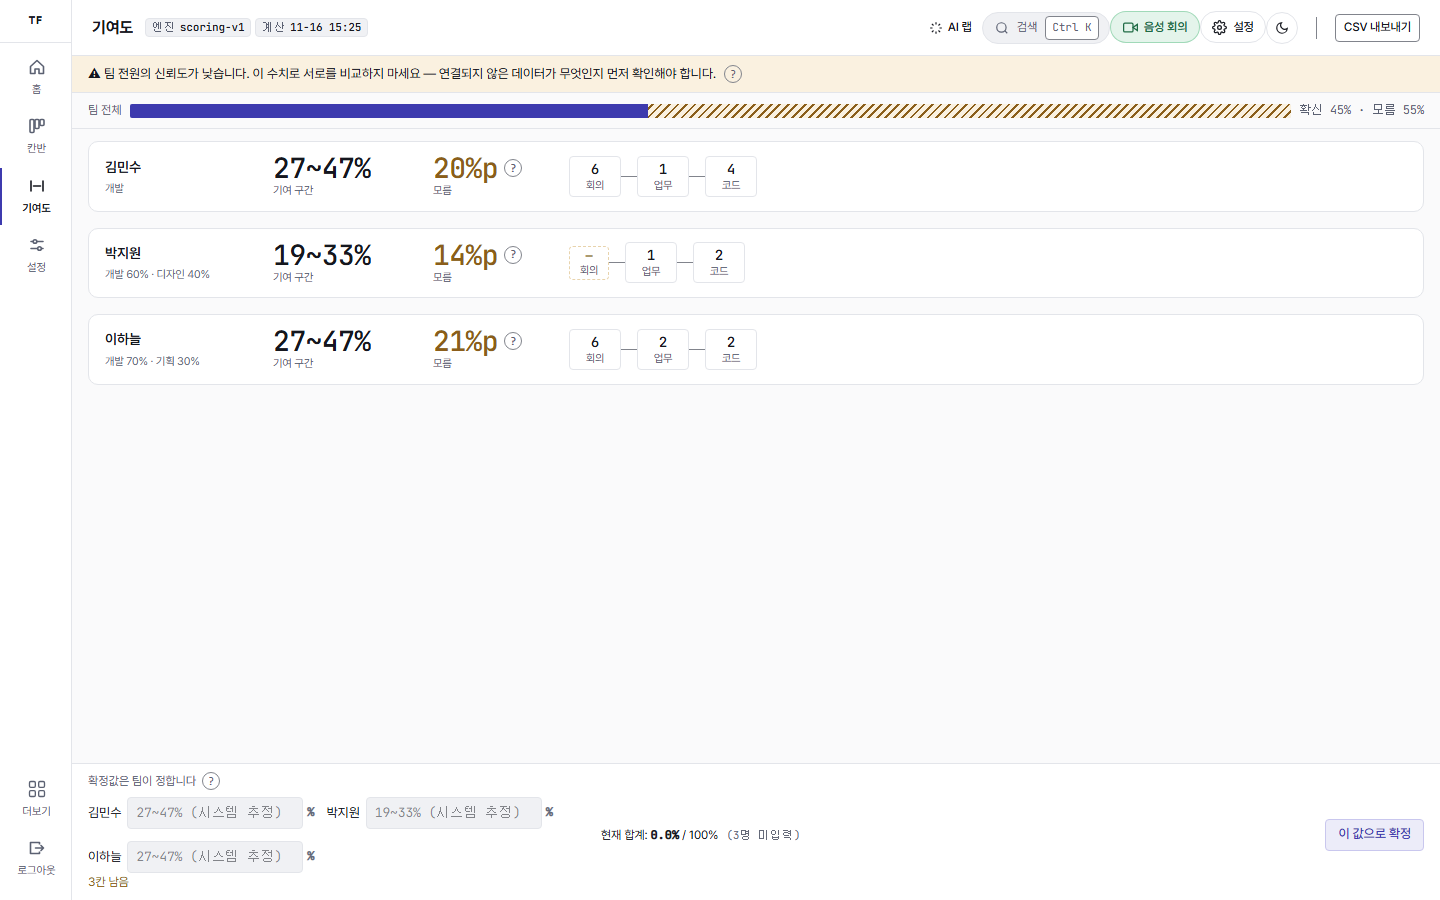 TF
홈
칸반
기여도
설정
더보기
로그아웃
기여도 엔진 scoring-v1 계산 11-16 15:25
AI 랩 검색 Ctrl K 음성 회의 설정 CSV 내보내기
팀 전원의 신뢰도가 낮습니다. 이 수치로 서로를 비교하지 마세요 — 연결되지 않은 데이터가 무엇인지 먼저 확인해야 합니다. ?
팀 전체 확신 45% · 모름 55%
김민수
개발
27~47%
기여 구간
20%p ?
모름
6 회의
1 업무
4 코드
박지원
개발 60% · 디자인 40%
19~33%
기여 구간
14%p ?
모름
— 회의
1 업무
2 코드
이하늘
개발 70% · 기획 30%
27~47%
기여 구간
21%p ?
모름
6 회의
2 업무
2 코드
확정값은 팀이 정합니다 ?
김민수 27~47% (시스템 추정) % 박지원 19~33% (시스템 추정) %
이하늘 27~47% (시스템 추정) %
3칸 남음
현재 합계: 0.0% / 100% (3명 미입력)
이 값으로 확정